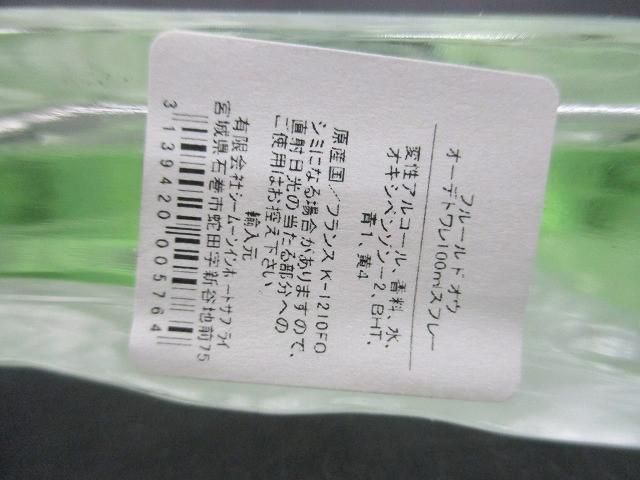 フルールドオウ
オーデトワレ100mlスプレー
変性アルコール、香料、水、
オキシベンゾン－2、BHT、
青1、黄4
原産国/フランス K-1210FO
シミになる場合がありますので、
直射日光の当たる部分への
ご使用はお控え下さい
輸入元
有限会社シームーンインポートサプライ
宮城県石巻市蛇田字新谷地前75
3 139420 005764